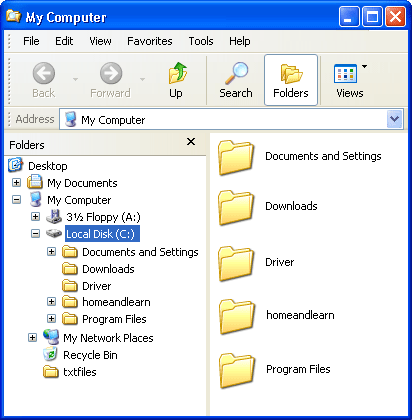 My Computer
File Edit View Favorites Tools Help
Back Forward Up Search Folders Views
Address My Computer
Folders
Desktop
My Documents
My Computer
3½ Floppy (A:)
Local Disk (C:)
Documents and Settings
Downloads
Driver
homeandlearn
Program Files
My Network Places
Recycle Bin
txtfiles
Documents and Settings
Downloads
Driver
homeandlearn
Program Files